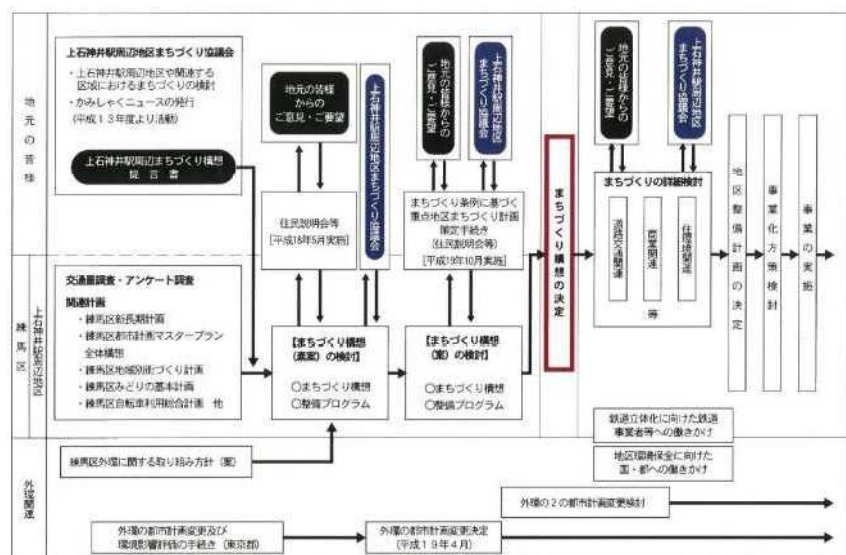 地元の皆様
上石神井駅周辺地区まちづくり協議会
・上石神井駅周辺地区や関連する
区域におけるまちづくりの検討
・かみしゃくニュースの発行
(平成13年度より活動)
上石神井駅周辺まちづくり構想
提言書
地元の皆様
からの
ご意見・ご要望
上石神井駅周辺地区まちづくり協議会
住民説明会等
[平成18年5月実施]
地元の皆様からの
ご意見・ご要望
上石神井駅周辺地区
まちづくり協議会
まちづくり条例に基づく
重点地区まちづくり計画
策定手続き
(住民説明会等)
[平成19年10月実施]
まちづくり構想の決定
地元の皆様からの
ご意見・ご要望
上石神井駅周辺地区
まちづくり協議会
まちづくりの詳細検討
道路交通関連
商業関連
住環境関連
等
地区整備計画の決定
事業化方策検討
事業の実施
練馬区
上石神井駅周辺地区
交通量調査・アンケート調査
関連計画
・練馬区新長期計画
・練馬区都市計画マスタープラン
全体構想
・練馬区地域別街づくり計画
・練馬区みどりの基本計画
・練馬区自転車利用総合計画 他
【まちづくり構想
(素案)の検討】
○まちづくり構想
○整備プログラム
【まちづくり構想
(案)の検討】
○まちづくり構想
○整備プログラム
鉄道立体化に向けた鉄道
事業者等への働きかけ
地区環境保全に向けた
国・都への働きかけ
外環関連
練馬区外環に関する取り組み方針(案)
外環の2の都市計画変更検討
外環の都市計画変更及び
環境影響評価の手続き(東京都)
外環の都市計画変更決定
(平成19年4月)